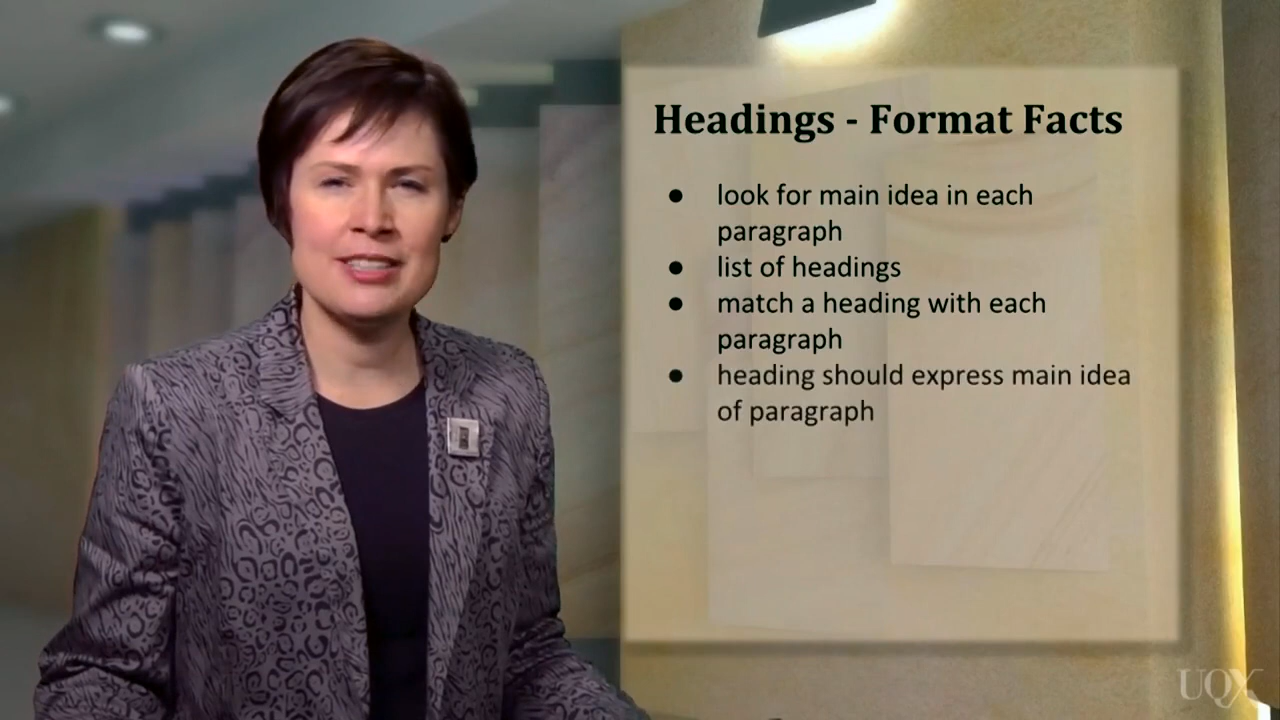 Headings - Format Facts
● look for main idea in each
paragraph
● list of headings
● match a heading with each
paragraph
● heading should express main idea
of paragraph
UQX